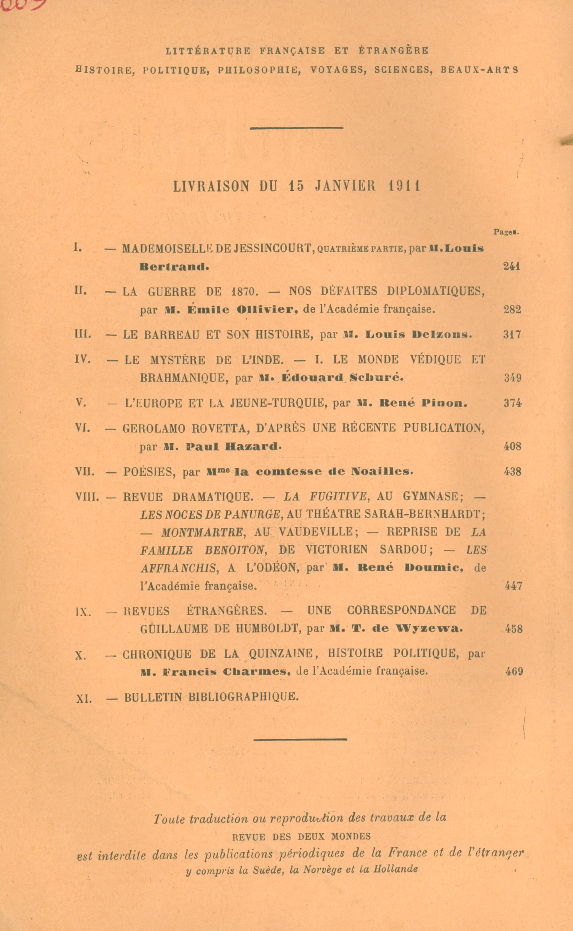 LITTÉRATURE FRANÇAISE ET ÉTRANGÈRE
HISTOIRE, POLITIQUE, PHILOSOPHIE, VOYAGES, SCIENCES, BEAUX-ARTS
LIVRAISON DU 15 JANVIER 1911
Pages.
I. — MADEMOISELLE DE JESSINCOURT, QUATRIÈME PARTIE, par M. Louis
Bertrand. 241
II. — LA GUERRE DE 1870. — NOS DÉFAITES DIPLOMATIQUES,
par M. Émile Ollivier, de l'Académie française. 282
III. — LE BARREAU ET SON HISTOIRE, par M. Louis Delzons. 317
IV. — LE MYSTÈRE DE L'INDE. — I. LE MONDE VÉDIQUE ET
BRAHMANIQUE, par M. Édouard Schuré. 349
V. — L'EUROPE ET LA JEUNE-TURQUIE, par M. René Pinon. 374
VI. — GEROLAMO ROVETTA, D'APRÈS UNE RÉCENTE PUBLICATION,
par M. Paul Hazard. 408
VII. — POÉSIES, par Mme la comtesse de Noailles. 438
VIII. — REVUE DRAMATIQUE. — LA FUGITIVE, AU GYMNASE; —
LES NOCES DE PANURGE, AU THÉATRE SARAH-BERNHARDT;
— MONTMARTRE, AU VAUDEVILLE; — REPRISE DE LA
FAMILLE BENOITON, DE VICTORIEN SARDOU; — LES
AFFRANCHIS, A L'ODÉON, par M. René Doumic, de
l'Académie française. 447
IX. — REVUES ÉTRANGÈRES. — UNE CORRESPONDANCE DE
GUILLAUME DE HUMBOLDT, par M. T. de Wyzewa. 458
X. — CHRONIQUE DE LA QUINZAINE, HISTOIRE POLITIQUE, par
M. Francis Charmes, de l'Académie française. 469
XI. — BULLETIN BIBLIOGRAPHIQUE.
Toute traduction ou reproduction des travaux de la
REVUE DES DEUX MONDES
est interdite dans les publications périodiques de la France et de l'étranger
y compris la Suède, la Norvège et la Hollande